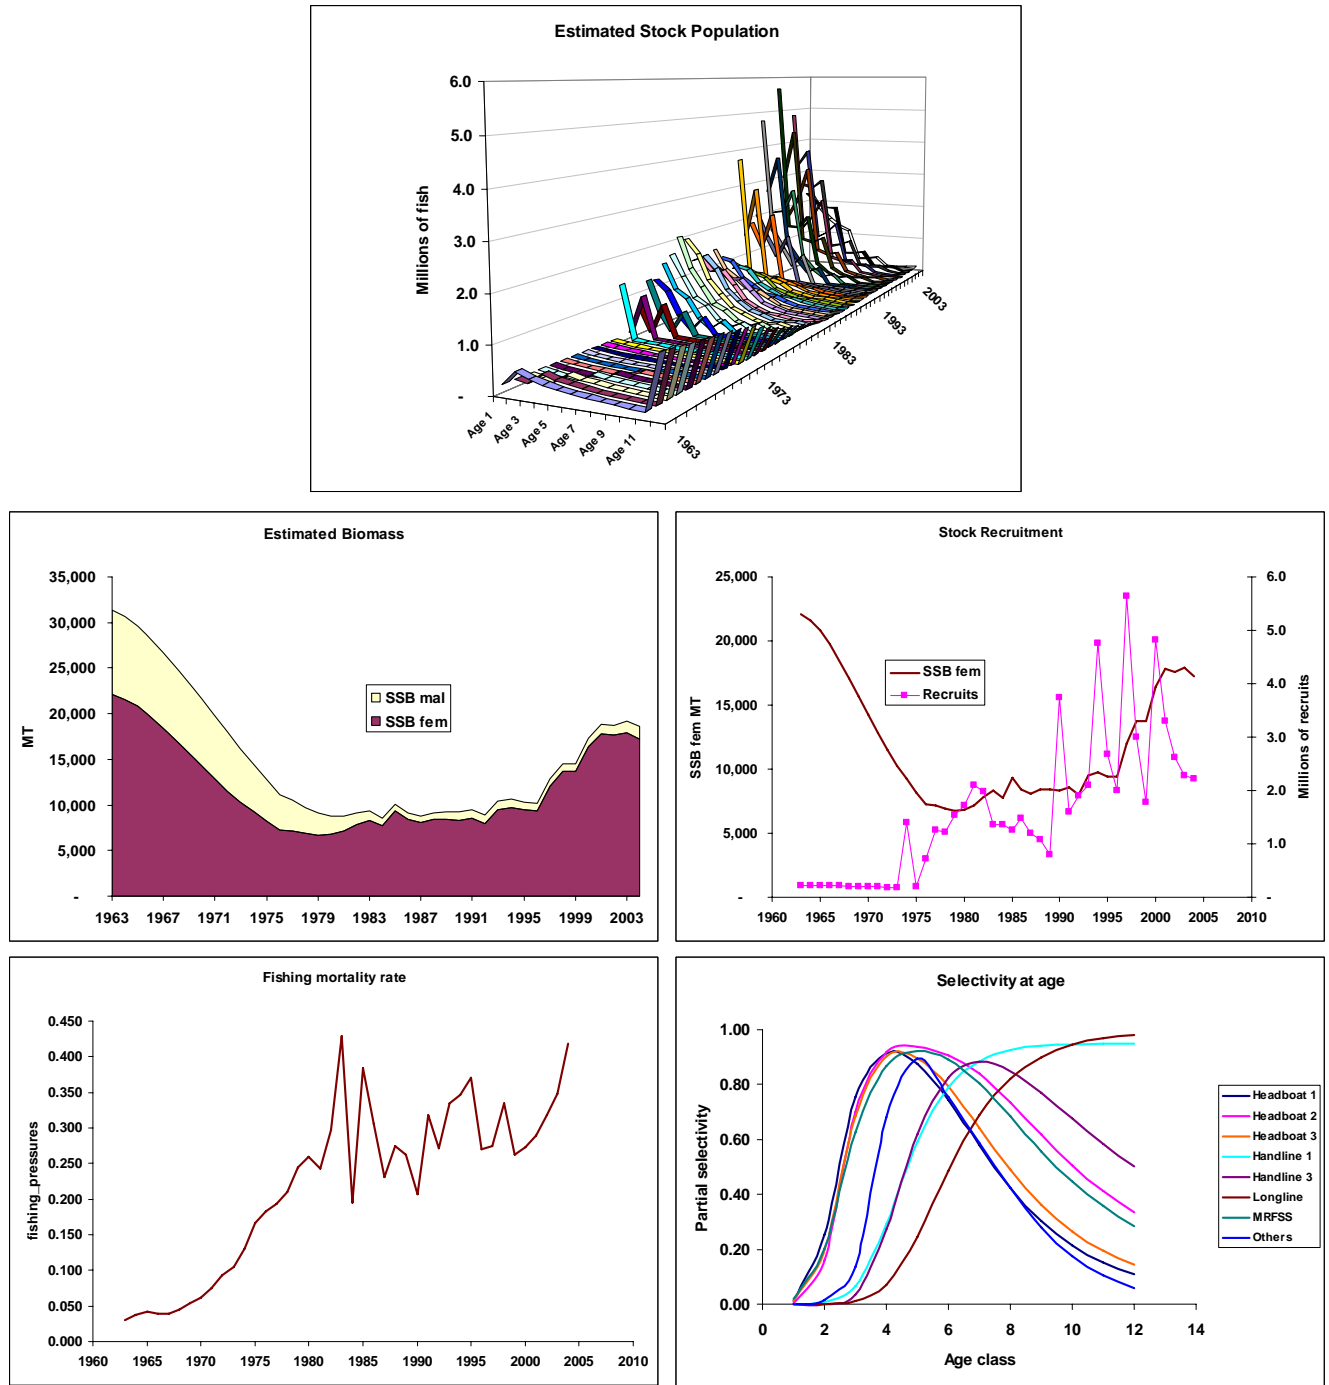 Estimated Stock Population
6.0
5.0
4.0
3.0
2.0
1.0
-
Millions of fish
Age 1
Age 3
Age 5
Age 7
Age 9
Age 11
1963
1973
1983
1993
2003
Estimated Biomass
MT
35,000
30,000
25,000
20,000
15,000
10,000
5,000
-
SSB mal
SSB fem
1963 1967 1971 1975 1979 1983 1987 1991 1995 1999 2003
Stock Recruitment
25,000
20,000
15,000
10,000
5,000
-
SSB fem MT
SSB fem
Recruits
6.0
5.0
4.0
3.0
2.0
1.0
-
Millions of recruits
1960 1965 1970 1975 1980 1985 1990 1995 2000 2005 2010
Fishing mortality rate
0.450
0.400
0.350
0.300
0.250
0.200
0.150
0.100
0.050
0.000
fishing_pressures
1960 1965 1970 1975 1980 1985 1990 1995 2000 2005 2010
Selectivity at age
1.00
0.80
0.60
0.40
0.20
0.00
Partial selectivity
0 2 4 6 8 10 12 14
Age class
Headboat 1
Headboat 2
Headboat 3
Handline 1
Handline 3
Longline
MRFSS
Others